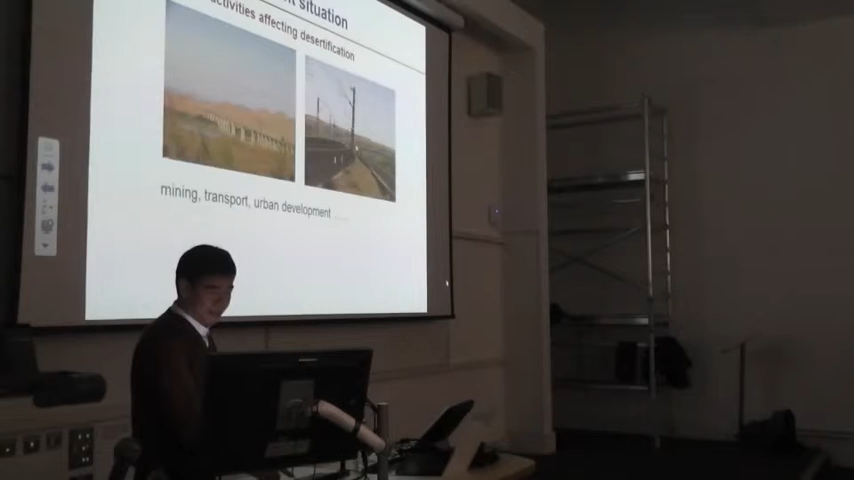 situation
activities affecting desertification
mining, transport, urban development